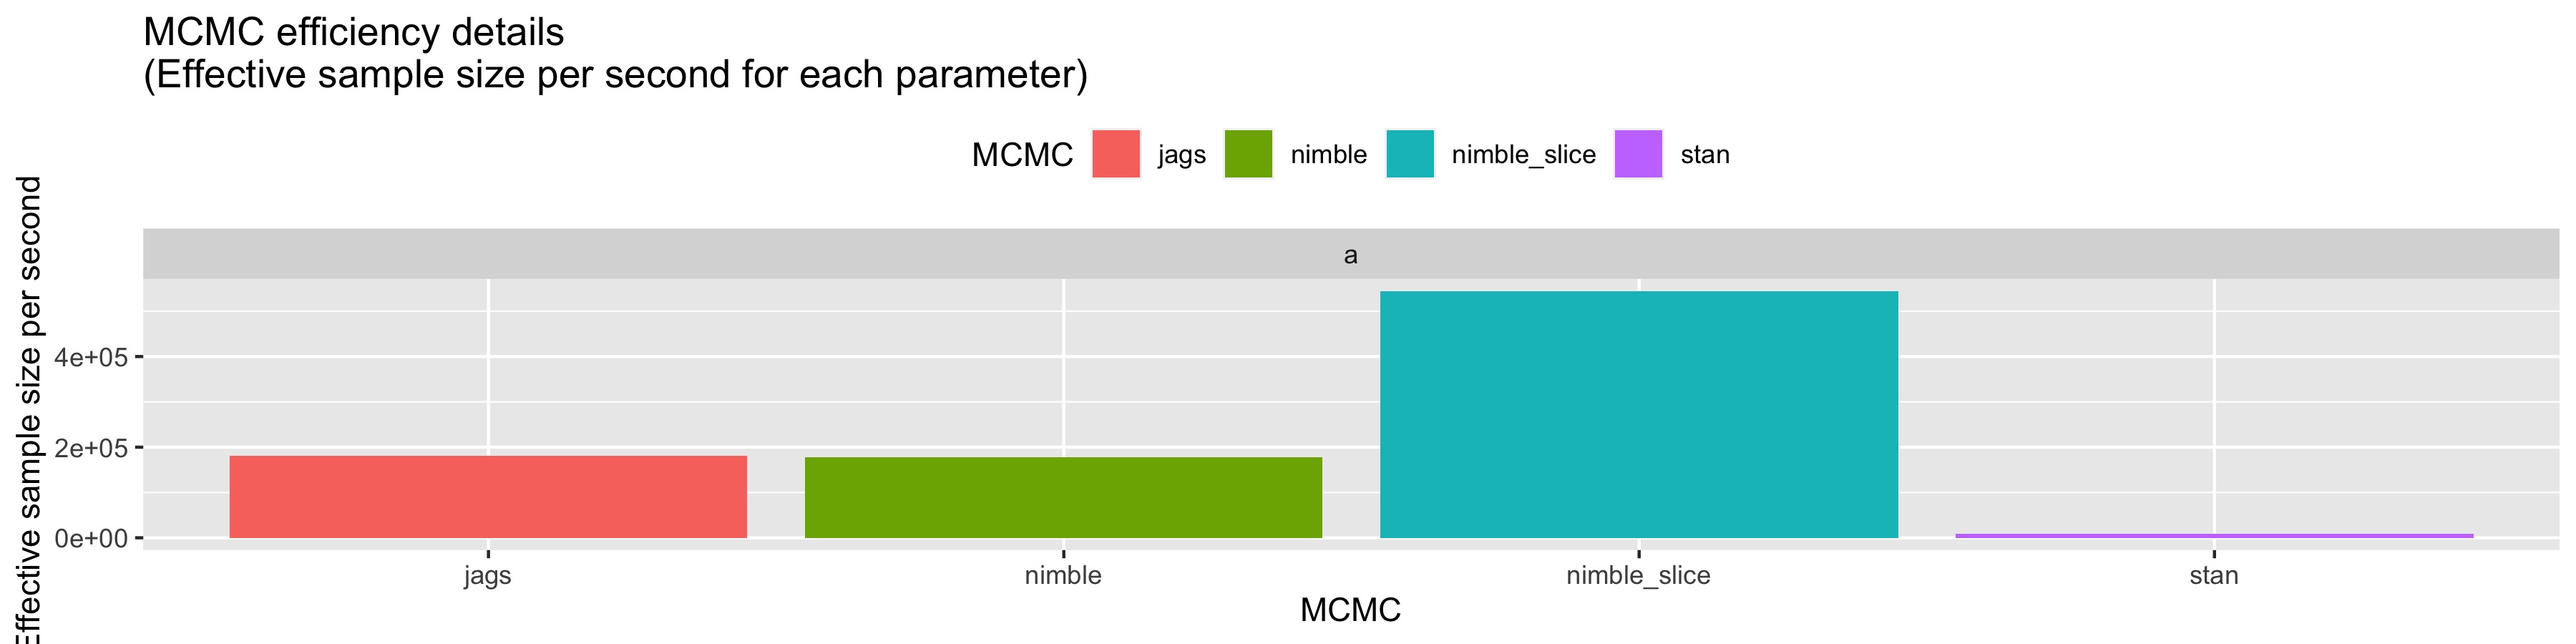 MCMC efficiency details
(Effective sample size per second for each parameter)
MCMC jags nimble nimble_slice stan
a
Effective sample size per second
4e+05
2e+05
0e+00
jags nimble nimble_slice stan
MCMC